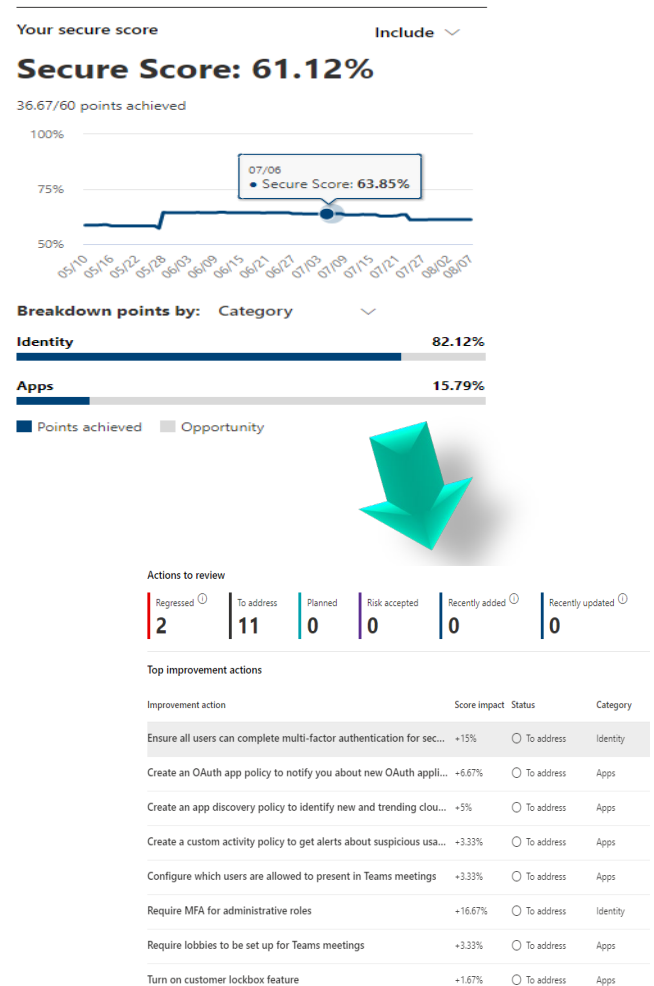 Your secure score
Include
Secure Score: 61.12%
36.67/60 points achieved
100%
75%
50%
07/06
• Secure Score: 63.85%
05/10 05/16 05/22 05/28 06/03 06/09 06/15 06/21 06/27 07/03 07/09 07/15 07/21 07/27 08/02 08/07
Breakdown points by: Category
Identity 82.12%
Apps 15.79%
Points achieved Opportunity
Actions to review
Regressed To address Planned Risk accepted Recently added Recently updated
2 11 0 0 0 0
Top improvement actions
Improvement action Score impact Status Category
Ensure all users can complete multi-factor authentication for sec... +15% To address Identity
Create an OAuth app policy to notify you about new OAuth appli... +6.67% To address Apps
Create an app discovery policy to identify new and trending clou... +5% To address Apps
Create a custom activity policy to get alerts about suspicious usa... +3.33% To address Apps
Configure which users are allowed to present in Teams meetings +3.33% To address Apps
Require MFA for administrative roles +16.67% To address Identity
Require lobbies to be set up for Teams meetings +3.33% To address Apps
Turn on customer lockbox feature +1.67% To address Apps